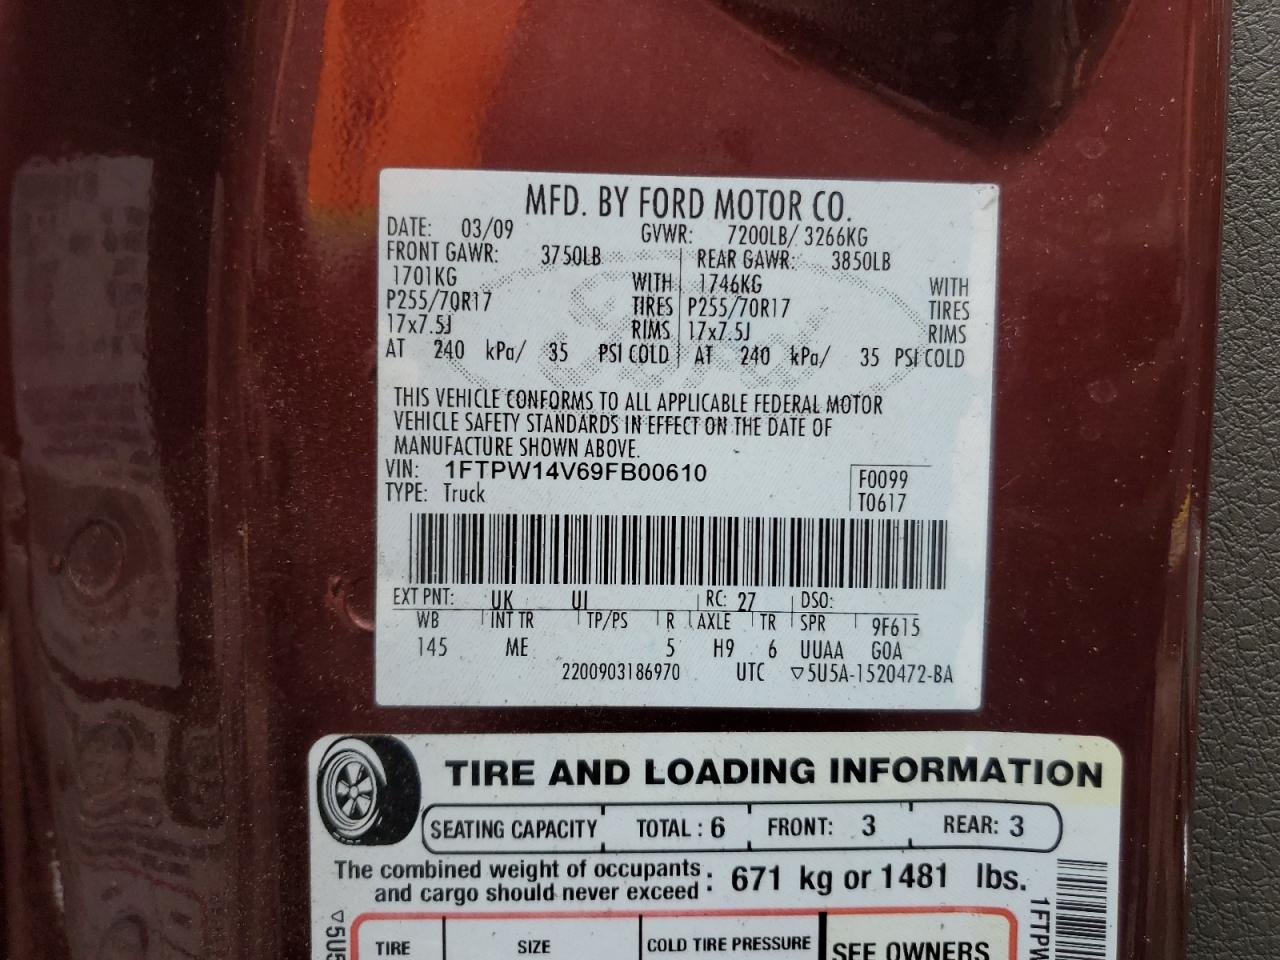 MFD. BY FORD MOTOR CO.
DATE: 03/09 GVWR: 7200LB/ 3266KG
FRONT GAWR: 3750LB REAR GAWR: 3850LB
1701KG WITH 1746KG WITH
P255/70R17 TIRES P255/70R17 TIRES
17x7.5J RIMS 17x7.5J RIMS
AT 240 kPa/ 35 PSI COLD AT 240 kPa/ 35 PSI COLD
THIS VEHICLE CONFORMS TO ALL APPLICABLE FEDERAL MOTOR
VEHICLE SAFETY STANDARDS IN EFFECT ON THE DATE OF
MANUFACTURE SHOWN ABOVE.
VIN: 1FTPW14V69FB00610 F0099
TYPE: Truck T0617
EXT PNT: UK UI RC: 27 DSO:
WB INT TR TP/PS R AXLE TR SPR 9F615
145 ME 5 H9 6 UUAA GOA
2200903186970 UTC ▽5U5A-1520472-BA
TIRE AND LOADING INFORMATION
SEATING CAPACITY TOTAL : 6 FRONT: 3 REAR: 3
The combined weight of occupants
and cargo should never exceed : 671 kg or 1481 lbs.
TIRE SIZE COLD TIRE PRESSURE SEE OWNERS
▽5U5
1FTPW